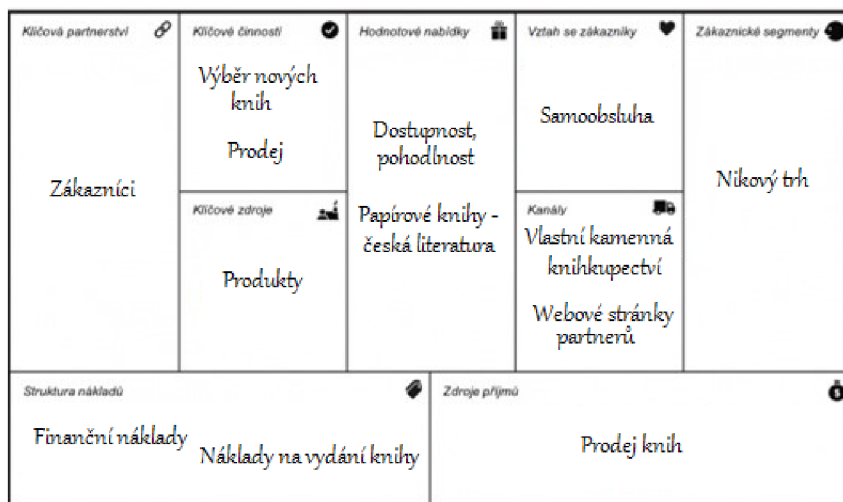 Klíčová partnerství
Zákazníci
Klíčové činnosti
Výběr nových
knih
Prodej
Klíčové zdroje
Produkty
Hodnotové nabídky
Dostupnost,
pohodlnost
Papírové knihy -
česká literatura
Vztah se zákazníky
Samoobsluha
Kanály
Vlastní kamenná
knihkupectví
Webové stránky
partnerů
Zákaznické segmenty
Nikový trh
Struktura nákladů
Finanční náklady
Náklady na vydání knihy
Zdroje příjmů
Prodej knih